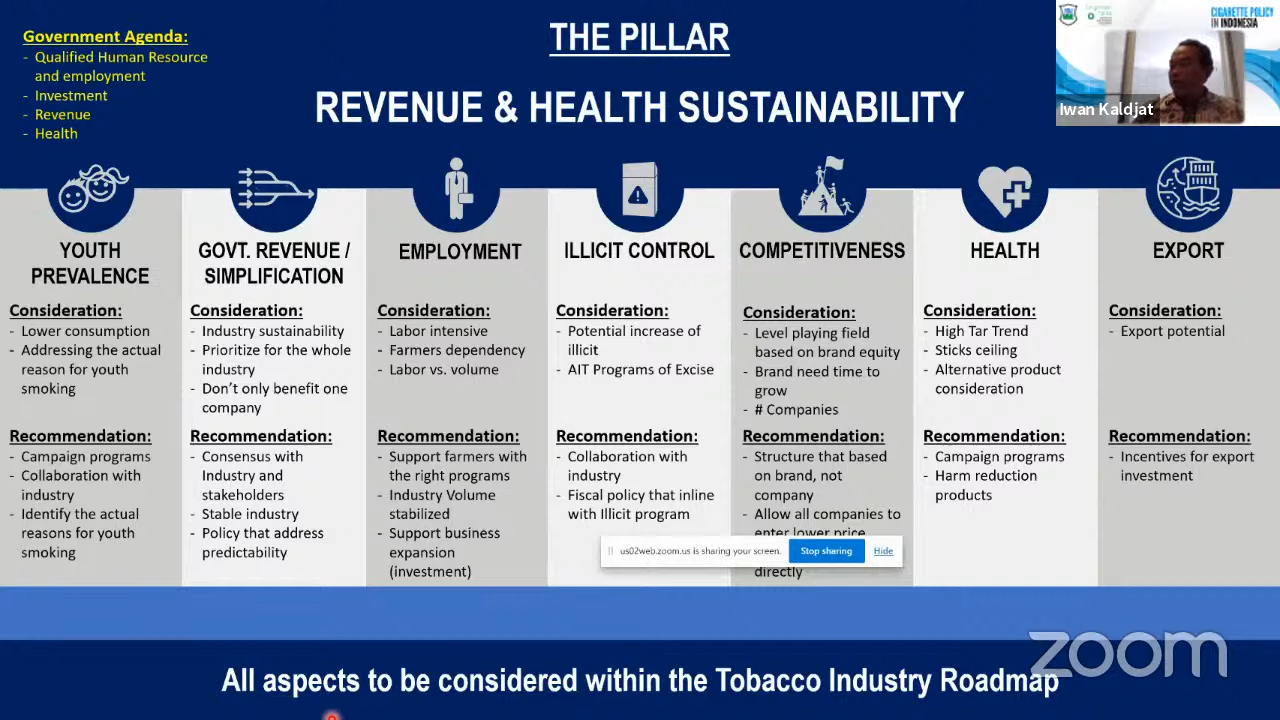 Government Agenda:
- Qualified Human Resource
and employment
- Investment
- Revenue
- Health
THE PILLAR
REVENUE & HEALTH SUSTAINABILITY
CIGARETTE POLICY
IN INDONESIA
Iwan Kaldjat
YOUTH
PREVALENCE
Consideration:
- Lower consumption
- Addressing the actual
reason for youth
smoking
Recommendation:
- Campaign programs
- Collaboration with
industry
- Identify the actual
reasons for youth
smoking
GOVT. REVENUE /
SIMPLIFICATION
Consideration:
- Industry sustainability
- Prioritize for the whole
industry
- Don't only benefit one
company
Recommendation:
- Consensus with
Industry and
stakeholders
- Stable industry
- Policy that address
predictability
EMPLOYMENT
Consideration:
- Labor intensive
- Farmers dependency
- Labor vs. volume
Recommendation:
- Support farmers with
the right programs
- Industry Volume
stabilized
- Support business
expansion
(investment)
ILLICIT CONTROL
Consideration:
- Potential increase of
illicit
- AIT Programs of Excise
Recommendation:
- Collaboration with
industry
- Fiscal policy that inline
with Illicit program
COMPETITIVENESS
Consideration:
- Level playing field
based on brand equity
- Brand need time to
grow
- # Companies
Recommendation:
- Structure that based
on brand, not
company
- Allow all companies to
enter lower price
directly
us02web.zoom.us is sharing your screen.
Stop sharing
Hide
HEALTH
Consideration:
- High Tar Trend
- Sticks ceiling
- Alternative product
consideration
Recommendation:
- Campaign programs
- Harm reduction
products
EXPORT
Consideration:
- Export potential
Recommendation:
- Incentives for export
investment
zoom
All aspects to be considered within the Tobacco Industry Roadmap